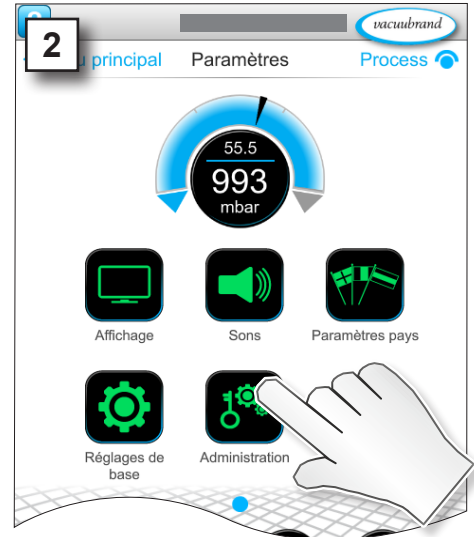 vacuubrand
2
principal Paramètres Process
55.5
993
mbar
Affichage Sons Paramètres pays
Réglages de base Administration